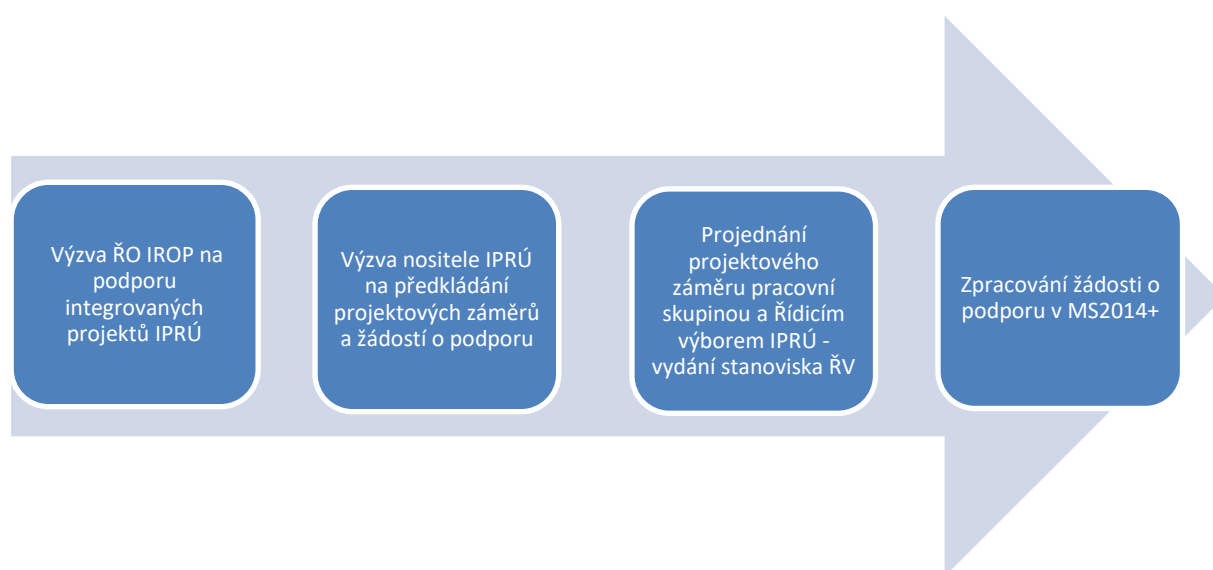 Výzva ŘO IROP na
podporu
integrovaných
projektů IPRÚ
Výzva nositele IPRÚ
na předkládání
projektových záměrů
a žádostí o podporu
Projednání
projektového
záměru pracovní
skupinou a Řídicím
výborem IPRÚ -
vydání stanoviska ŘV
Zpracování žádosti o
podporu v MS2014+